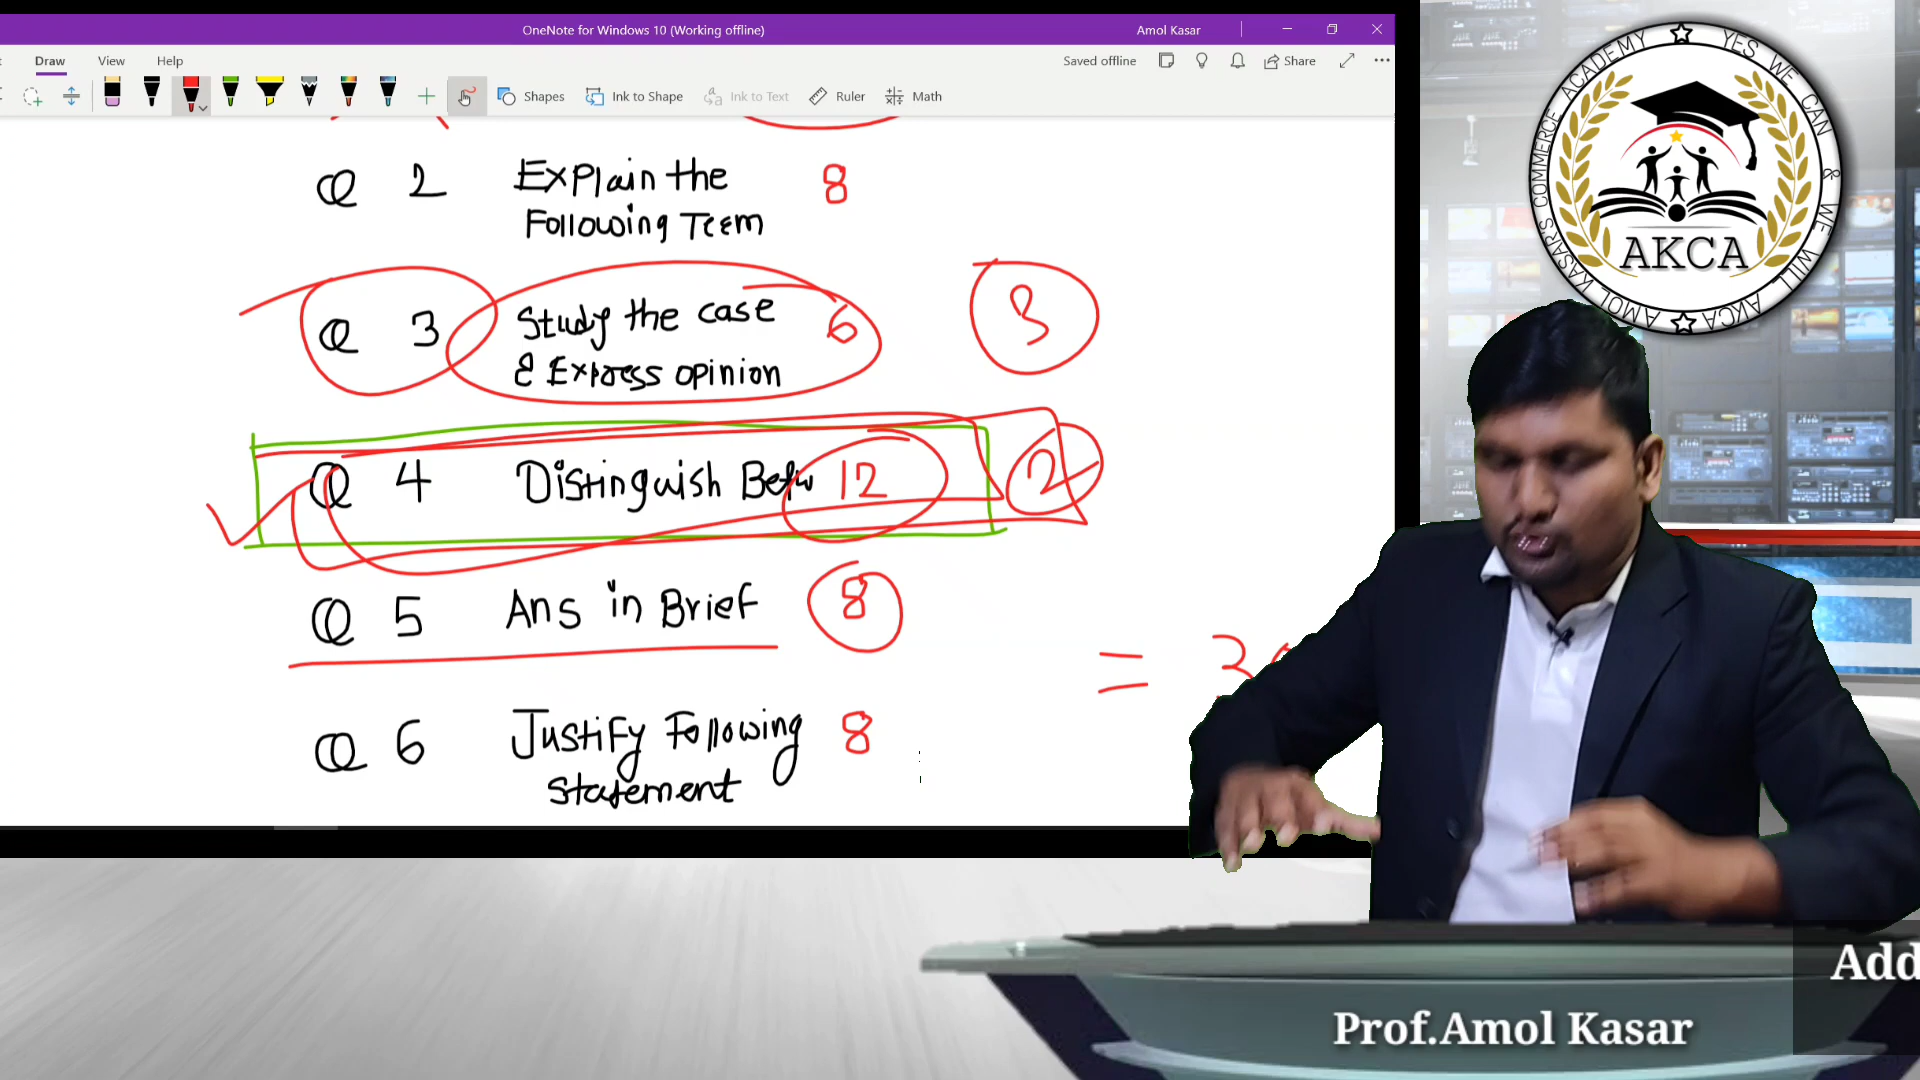 OneNote for Windows 10 (Working offline)
Amol Kasar
Draw View Help
Saved offline
Share
Shapes
Ink to Shape
Ink to Text
Ruler
Math
Q 2 Explain the 8
Following Term
Q 3 Study the case 6 3
& Express opinion
Q 4 Distinguish Betw 12 2
Q 5 Ans in Brief 8
=
Q 6 Justify Following 8
Statement
AMOL KASAR'S COMMERCE ACADEMY
YES WE CAN & WE WILL AKCA
AKCA
Add
Prof.Amol Kasar